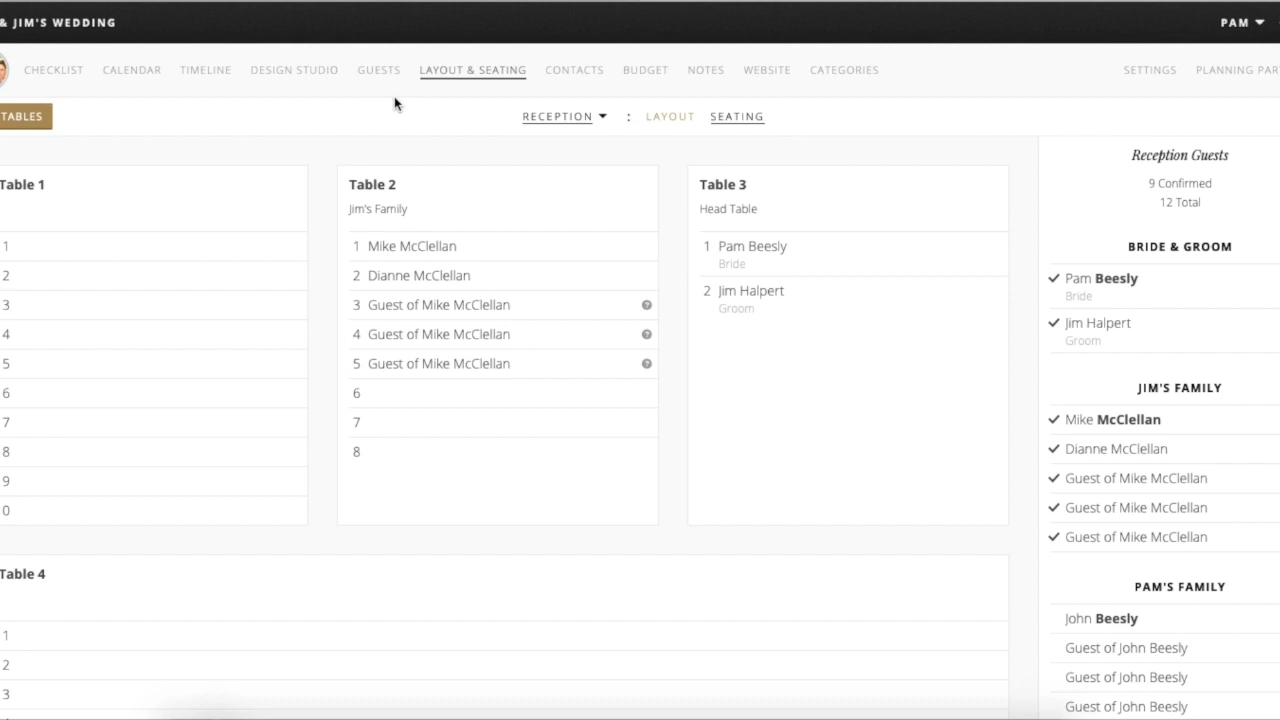 & JIM'S WEDDING
PAM
CHECKLIST CALENDAR TIMELINE DESIGN STUDIO GUESTS LAYOUT & SEATING CONTACTS BUDGET NOTES WEBSITE CATEGORIES SETTINGS PLANNING PAR
TABLES
RECEPTION : LAYOUT SEATING
Table 1
1
2
3
4
5
6
7
8
9
0
Table 2
Jim's Family
1 Mike McClellan
2 Dianne McClellan
3 Guest of Mike McClellan ?
4 Guest of Mike McClellan ?
5 Guest of Mike McClellan ?
6
7
8
Table 3
Head Table
1 Pam Beesly
Bride
2 Jim Halpert
Groom
Table 4
1
2
3
Reception Guests
9 Confirmed
12 Total
BRIDE & GROOM
Pam Beesly
Bride
Jim Halpert
Groom
JIM'S FAMILY
Mike McClellan
Dianne McClellan
Guest of Mike McClellan
Guest of Mike McClellan
Guest of Mike McClellan
PAM'S FAMILY
John Beesly
Guest of John Beesly
Guest of John Beesly
Guest of John Beesly